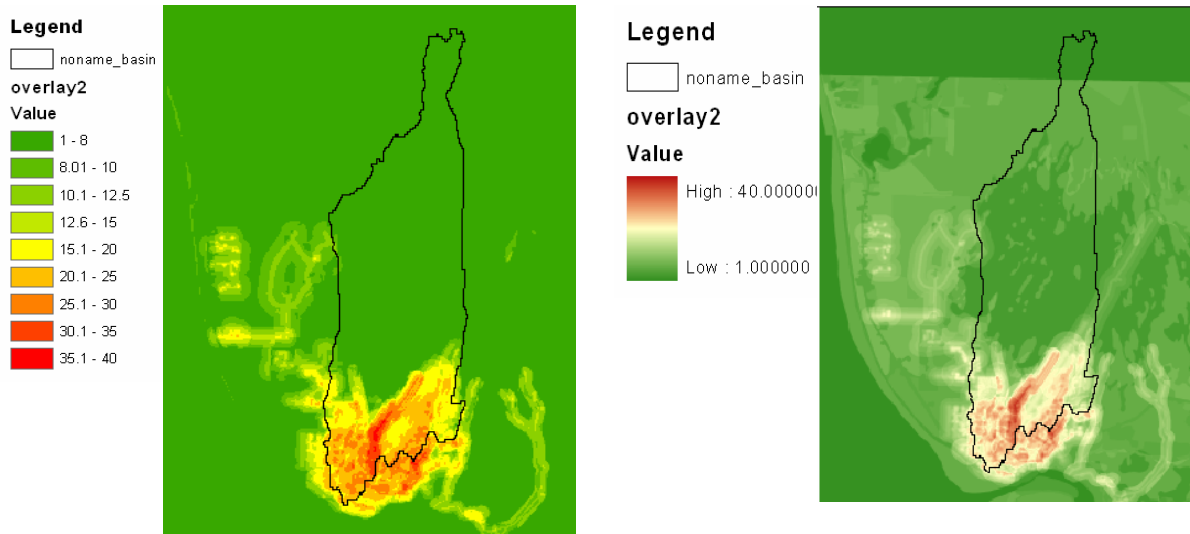 Legend
noname_basin
overlay2
Value
1 - 8
8.01 - 10
10.1 - 12.5
12.6 - 15
15.1 - 20
20.1 - 25
25.1 - 30
30.1 - 35
35.1 - 40
Legend
noname_basin
overlay2
Value
High : 40.000000
Low : 1.000000